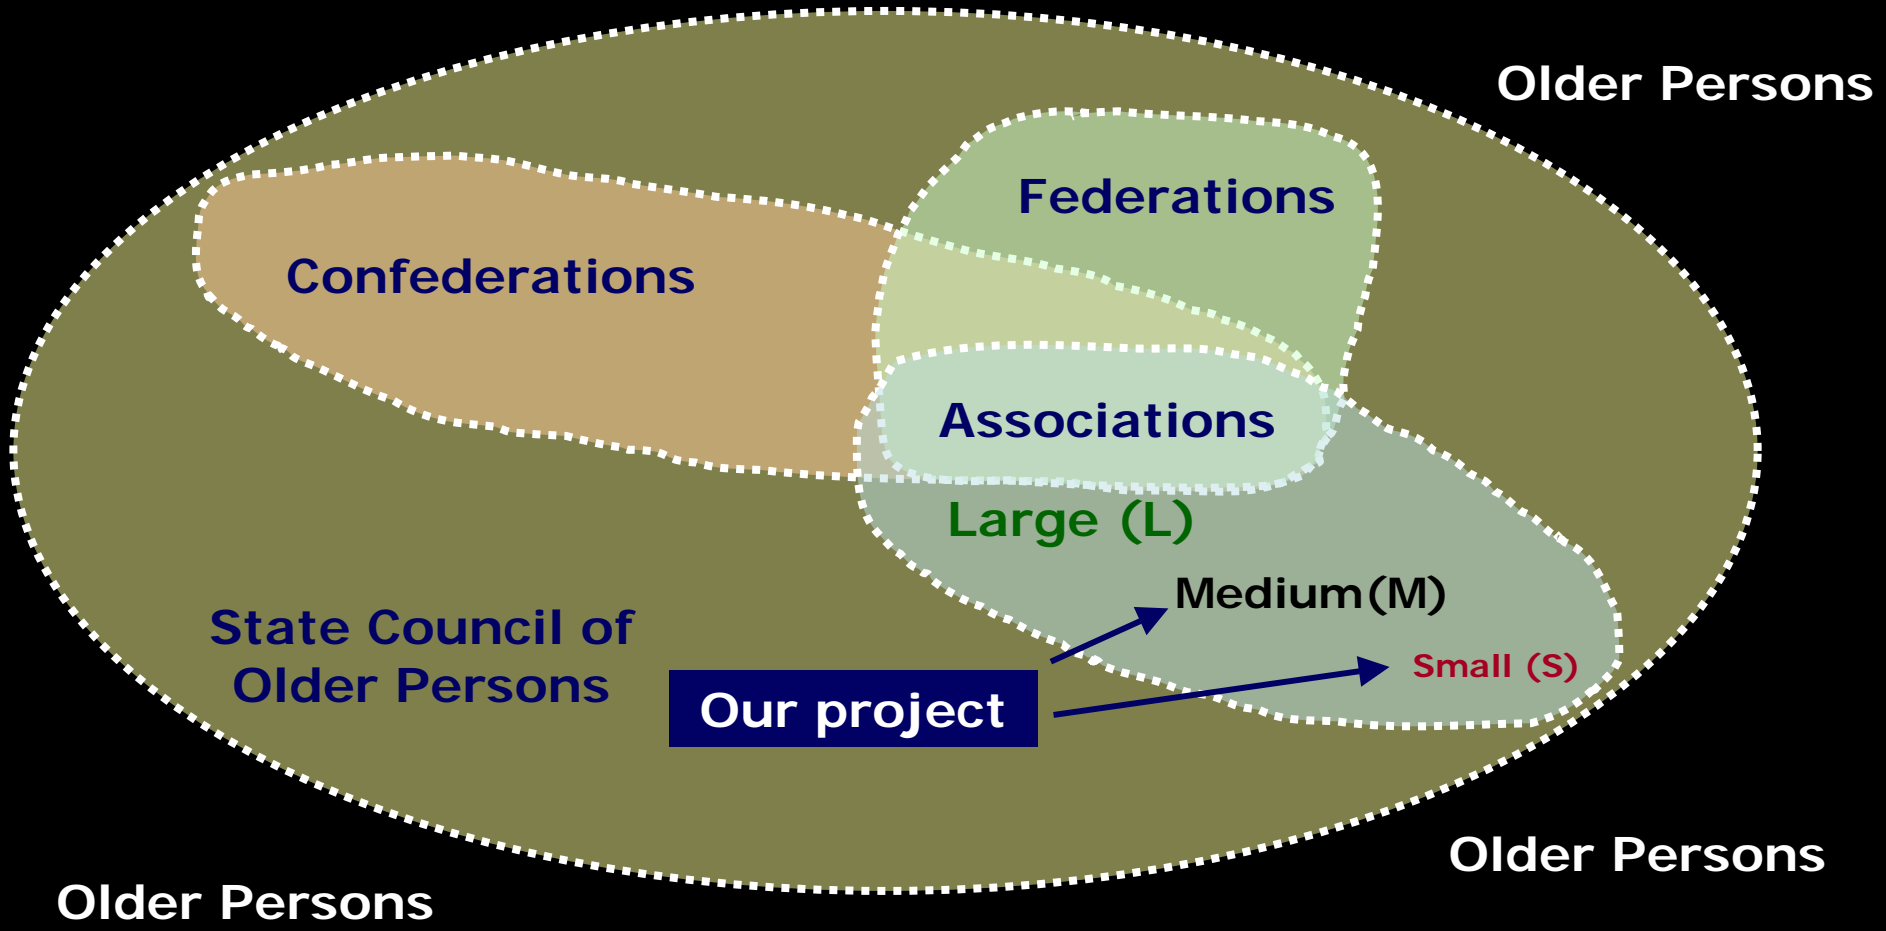 Older Persons
Federations
Confederations
Associations
Large (L)
Medium(M)
State Council of
Older Persons
Small (S)
Our project
Older Persons
Older Persons